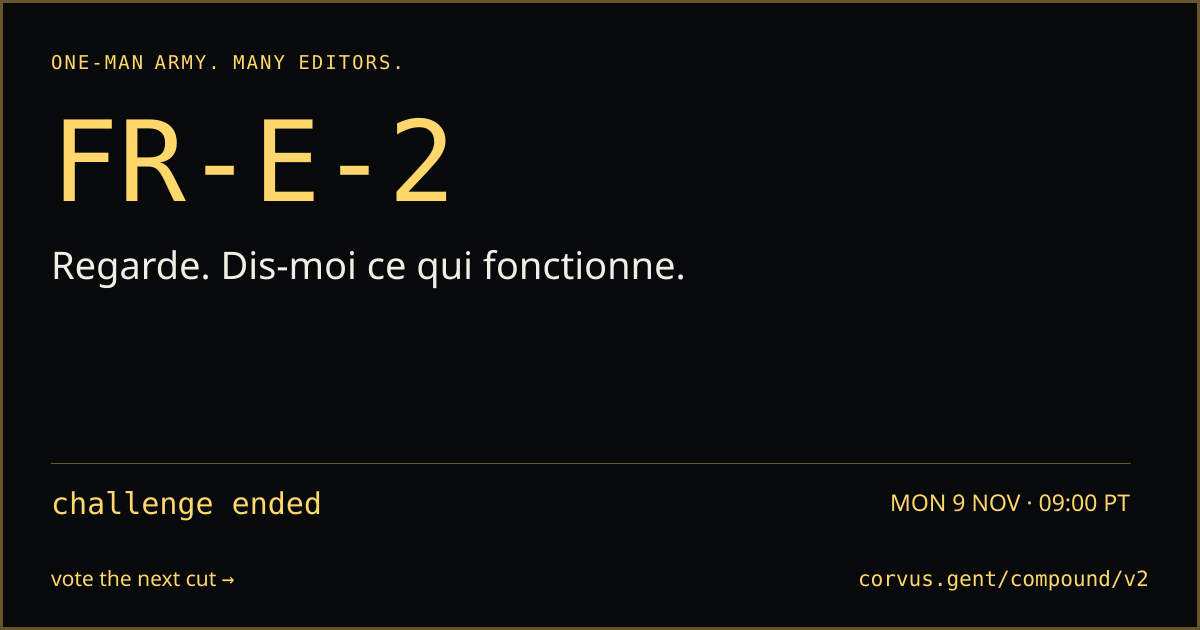 ONE-MAN ARMY. MANY EDITORS.
FR-E-2
Regarde. Dis-moi ce qui fonctionne.
challenge ended
MON 9 NOV · 09:00 PT
vote the next cut →
corvus.gent/compound/v2